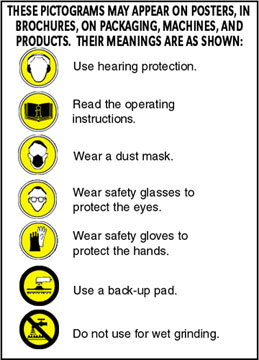 THESE PICTOGRAMS MAY APPEAR ON POSTERS, IN
BROCHURES, ON PACKAGING, MACHINES, AND
PRODUCTS. THEIR MEANINGS ARE AS SHOWN:
Use hearing protection.
Read the operating
instructions.
Wear a dust mask.
Wear safety glasses to
protect the eyes.
Wear safety gloves to
protect the hands.
Use a back-up pad.
Do not use for wet grinding.